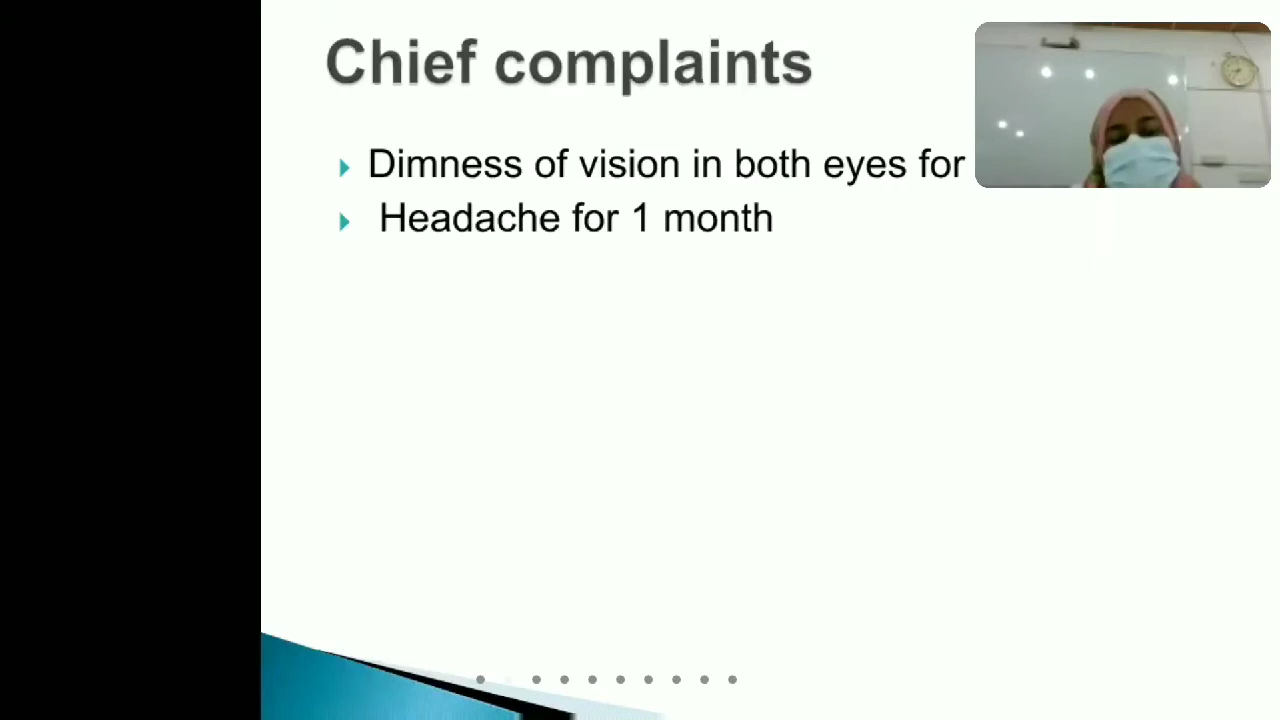 Chief complaints
Dimness of vision in both eyes for
Headache for 1 month